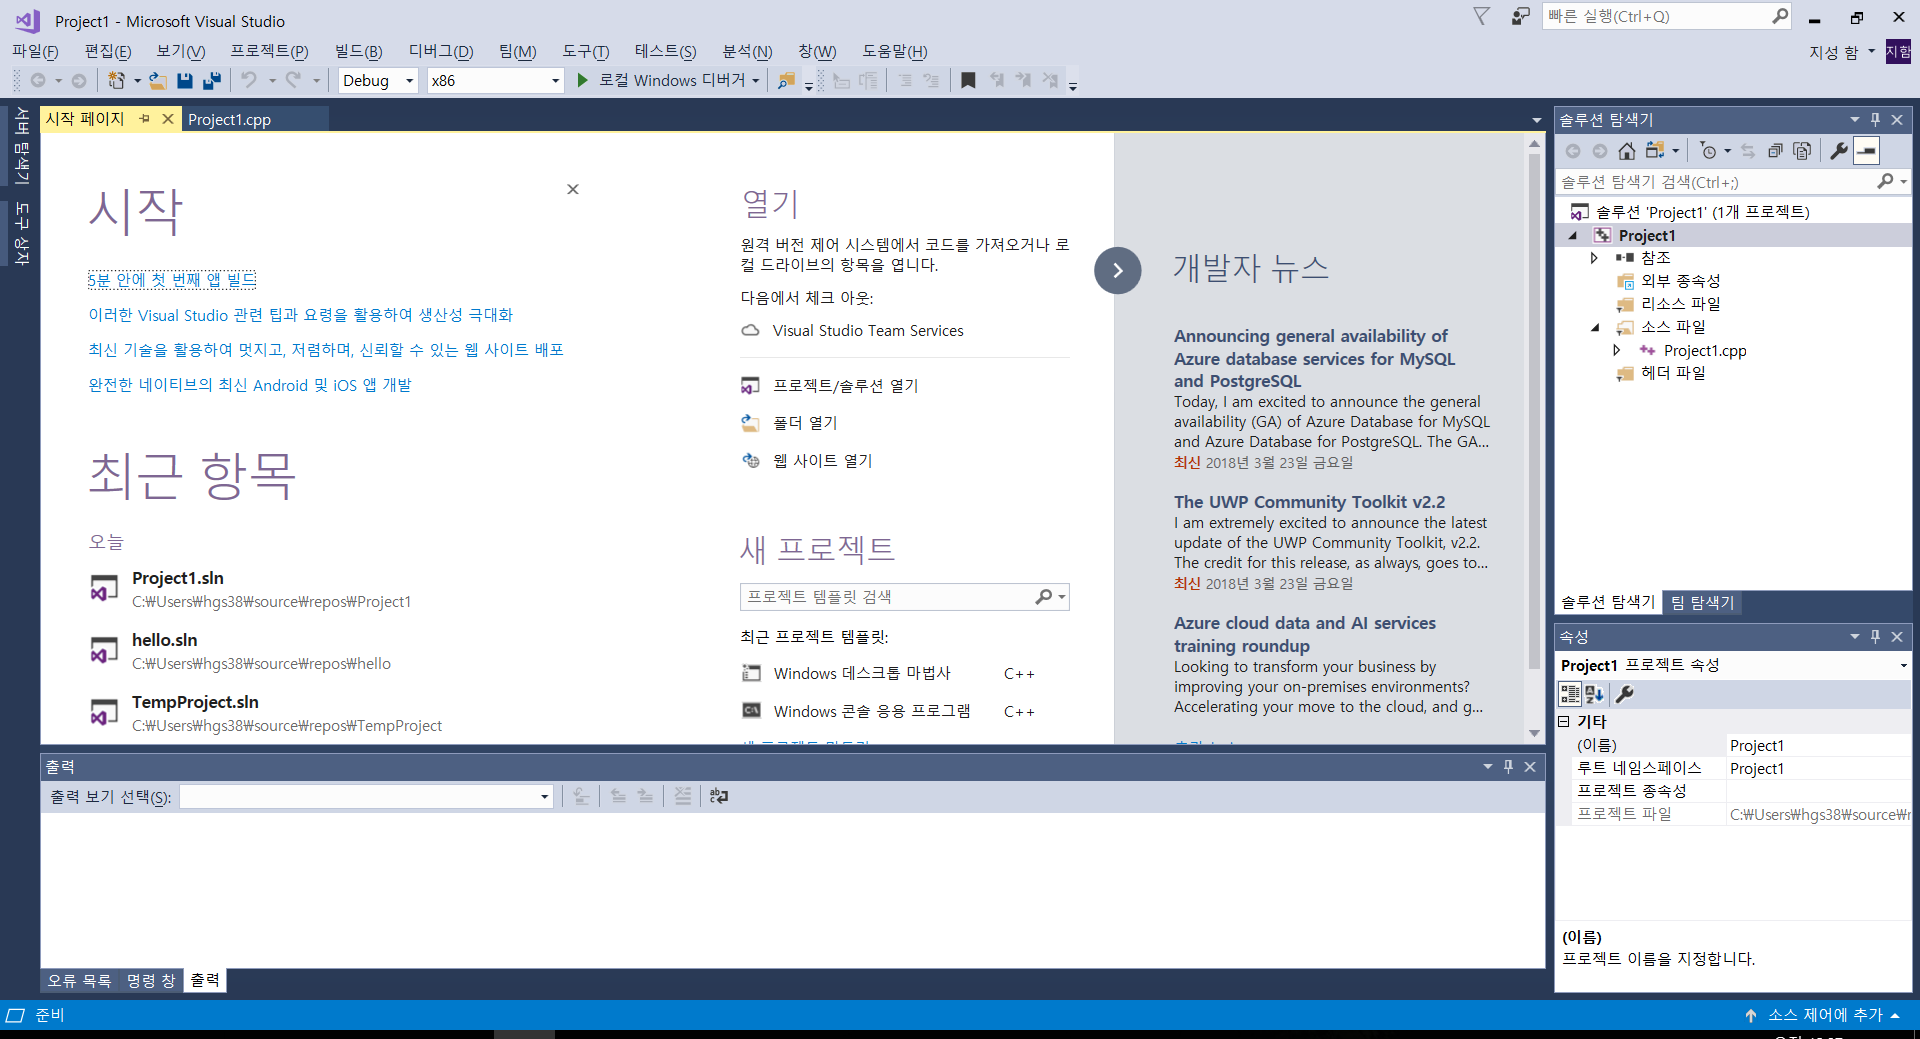 Project1 - Microsoft Visual Studio
빠른 실행(Ctrl+Q)
파일(F) 편집(E) 보기(V) 프로젝트(P) 빌드(B) 디버그(D) 팀(M) 도구(T) 테스트(S) 분석(N) 창(W) 도움말(H)
지성 함 지함
Debug x86 로컬 Windows 디버거
서버 탐색기
도구 상자
시작 페이지 Project1.cpp
시작
5분 안에 첫 번째 앱 빌드
이러한 Visual Studio 관련 팁과 요령을 활용하여 생산성 극대화
최신 기술을 활용하여 멋지고, 저렴하며, 신뢰할 수 있는 웹 사이트 배포
완전한 네이티브의 최신 Android 및 iOS 앱 개발
최근 항목
오늘
Project1.sln
C:₩Users₩hgs38₩source₩repos₩Project1
hello.sln
C:₩Users₩hgs38₩source₩repos₩hello
TempProject.sln
C:₩Users₩hgs38₩source₩repos₩TempProject
열기
원격 버전 제어 시스템에서 코드를 가져오거나 로
컬 드라이브의 항목을 엽니다.
다음에서 체크 아웃:
Visual Studio Team Services
프로젝트/솔루션 열기
폴더 열기
웹 사이트 열기
새 프로젝트
프로젝트 템플릿 검색
최근 프로젝트 템플릿:
Windows 데스크톱 마법사 C++
Windows 콘솔 응용 프로그램 C++
개발자 뉴스
Announcing general availability of
Azure database services for MySQL
and PostgreSQL
Today, I am excited to announce the general
availability (GA) of Azure Database for MySQL
and Azure Database for PostgreSQL. The GA...
최신 2018년 3월 23일 금요일
The UWP Community Toolkit v2.2
I am extremely excited to announce the latest
update of the UWP Community Toolkit, v2.2.
The credit for this release, as always, goes to...
최신 2018년 3월 23일 금요일
Azure cloud data and AI services
training roundup
Looking to transform your business by
improving your on-premises environments?
Accelerating your move to the cloud, and g...
솔루션 탐색기
솔루션 탐색기 검색(Ctrl+;)
솔루션 'Project1' (1개 프로젝트)
Project1
참조
외부 종속성
리소스 파일
소스 파일
Project1.cpp
헤더 파일
솔루션 탐색기 팀 탐색기
속성
Project1 프로젝트 속성
기타
(이름) Project1
루트 네임스페이스 Project1
프로젝트 종속성
프로젝트 파일 C:₩Users₩hgs38₩source₩r
(이름)
프로젝트 이름을 지정합니다.
출력
출력 보기 선택(S):
오류 목록 명령 창 출력
준비
소스 제어에 추가